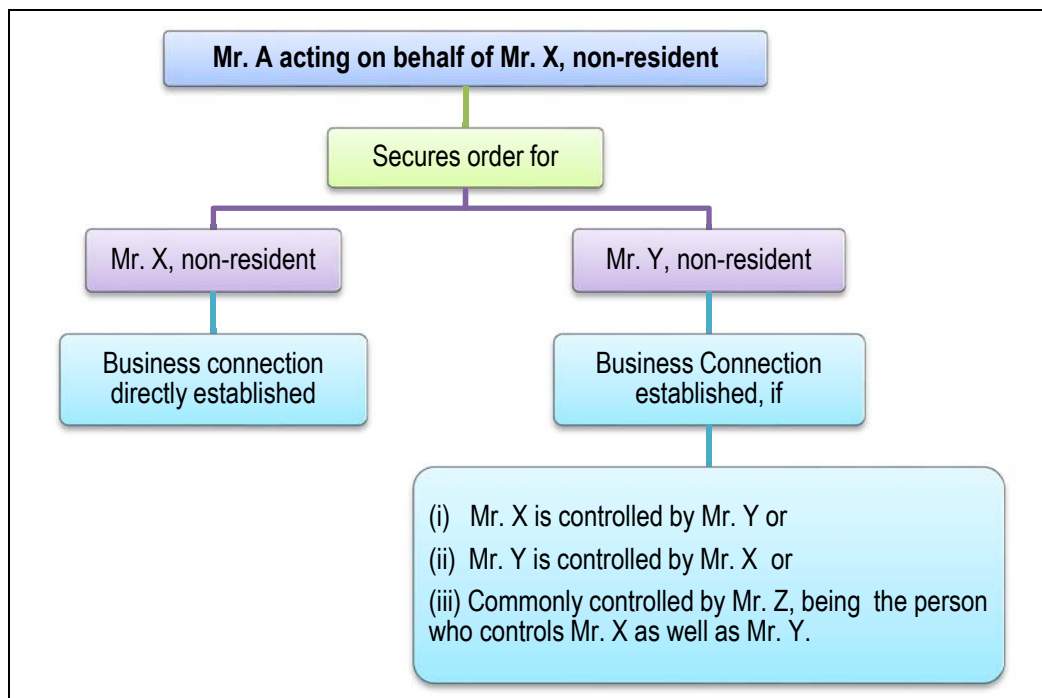 Mr. A acting on behalf of Mr. X, non-resident
Secures order for
Mr. X, non-resident
Mr. Y, non-resident
Business connection
directly established
Business Connection
established, if
(i) Mr. X is controlled by Mr. Y or
(ii) Mr. Y is controlled by Mr. X or
(iii) Commonly controlled by Mr. Z, being the person
who controls Mr. X as well as Mr. Y.